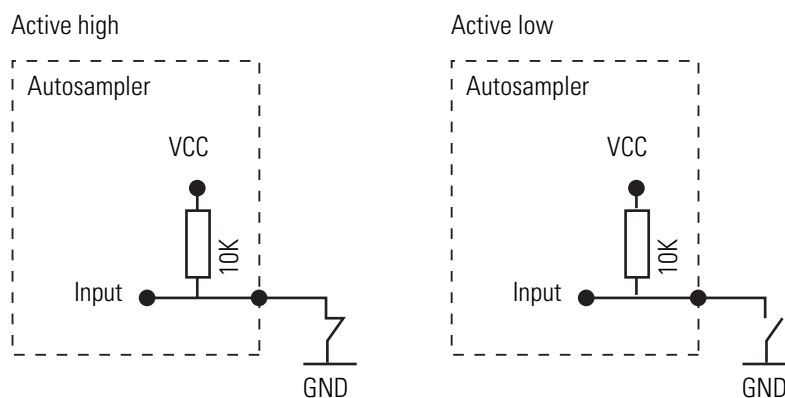 Active high
Autosampler
VCC
10K
Input
GND
Active low
Autosampler
VCC
10K
Input
GND